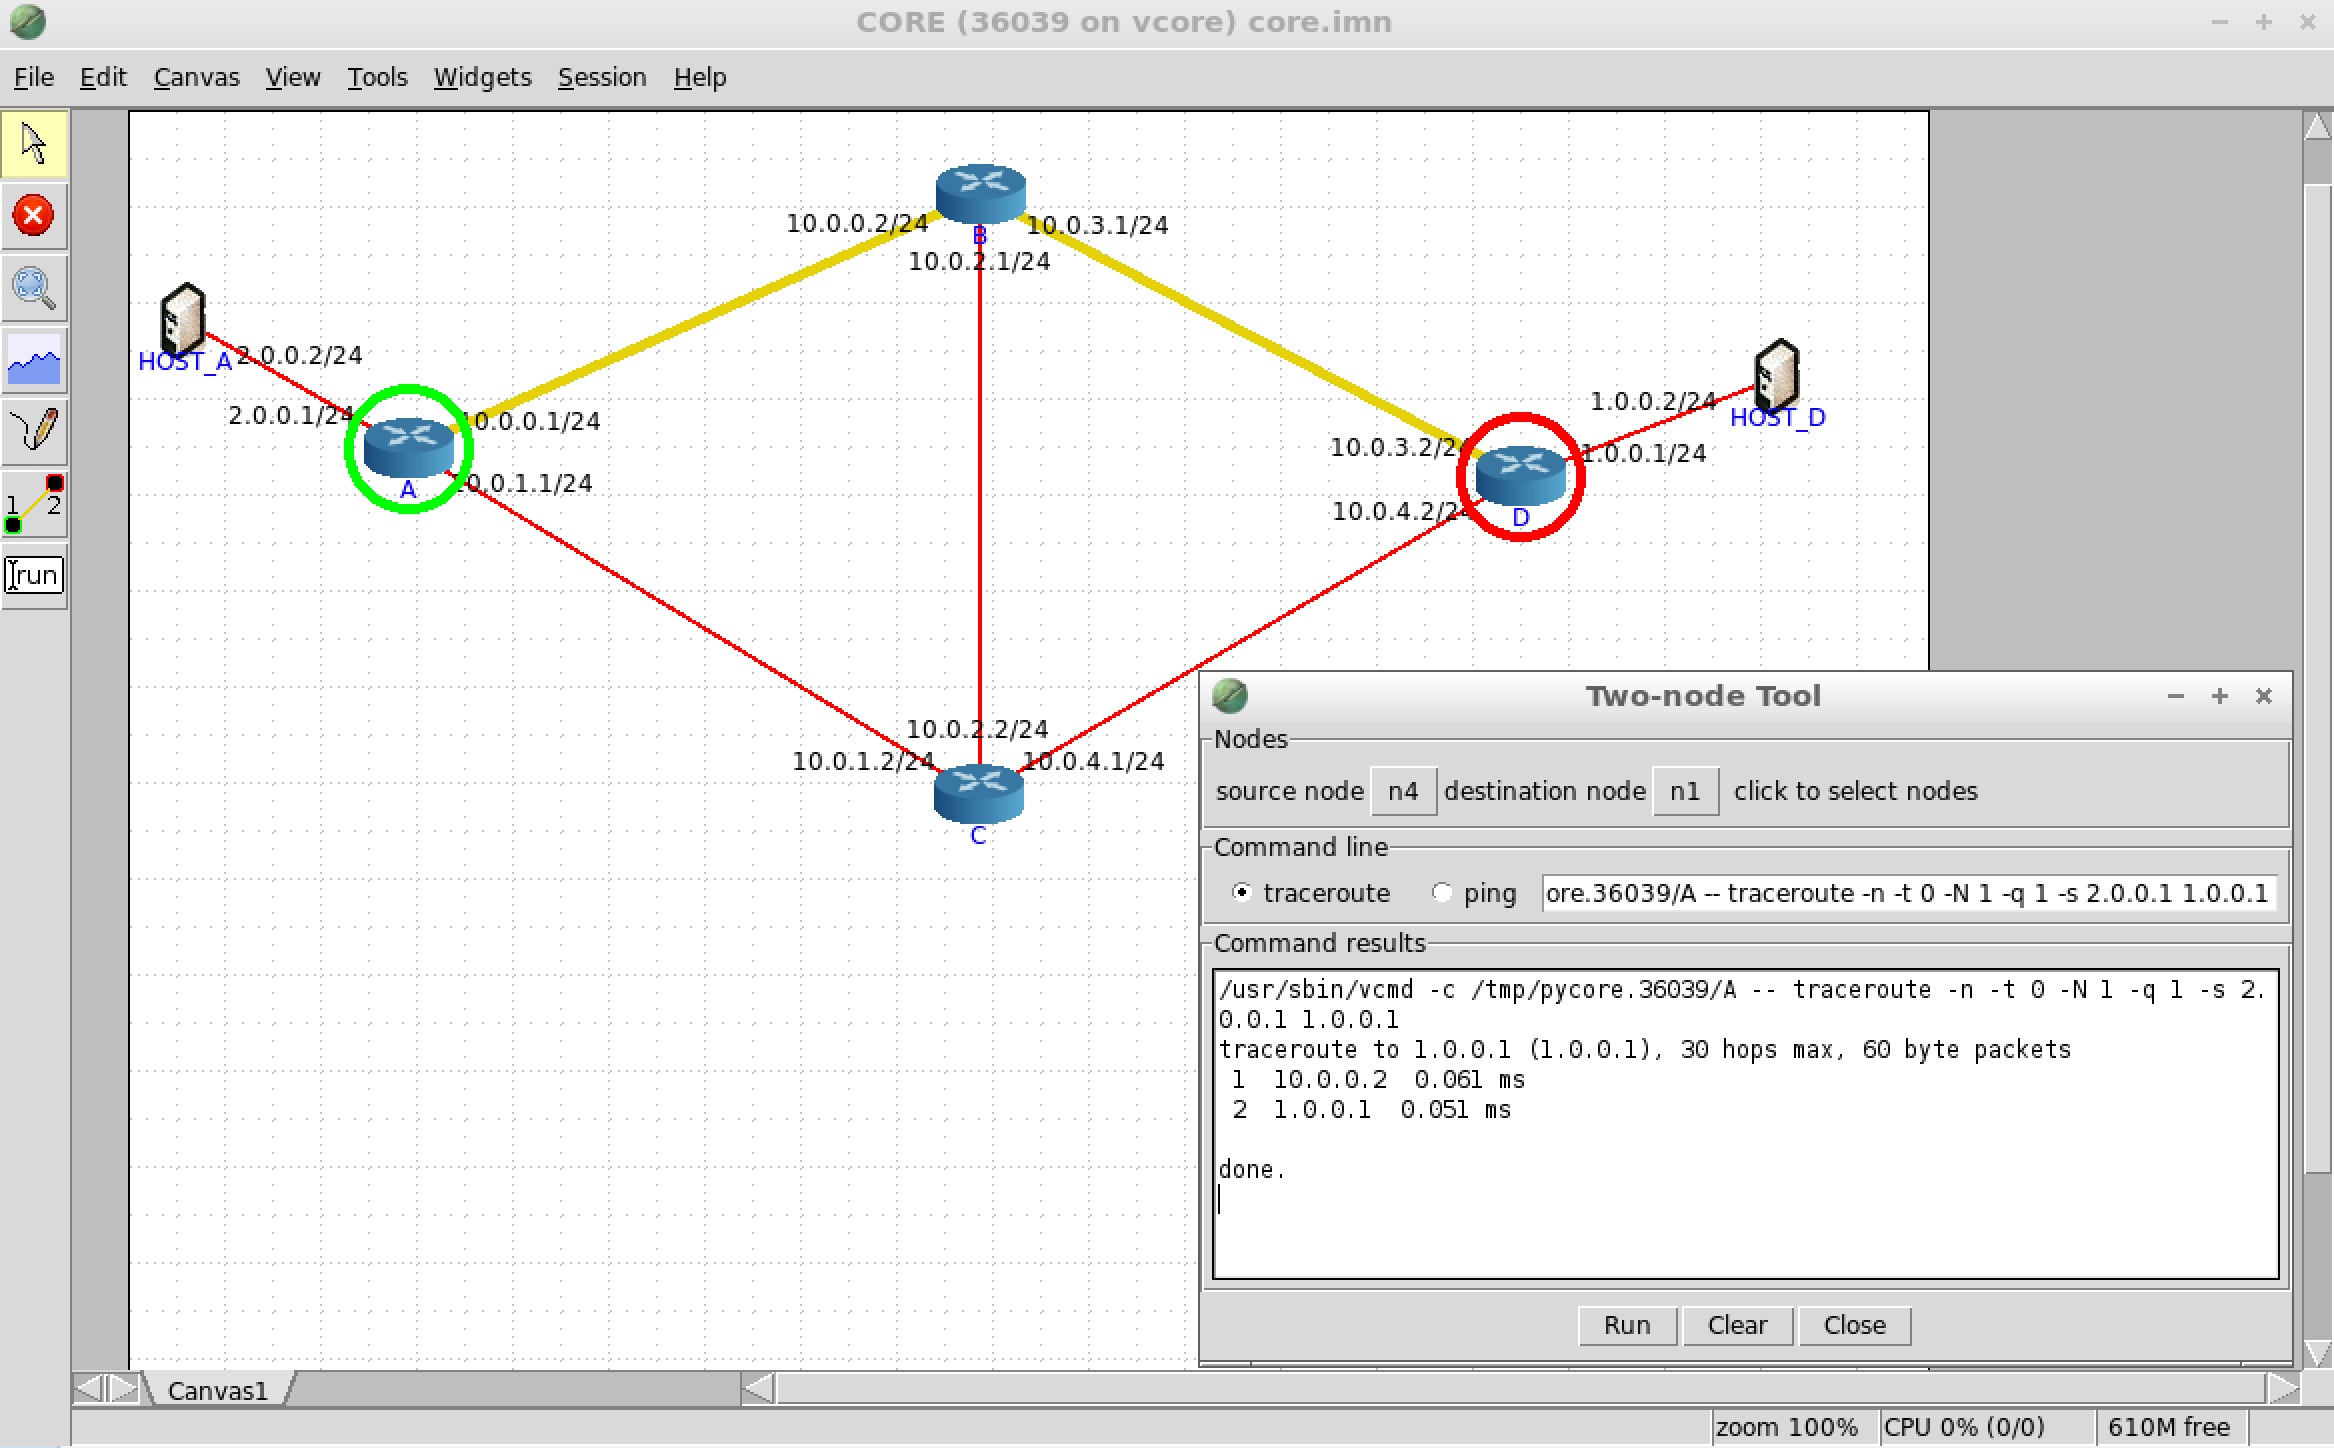 CORE (36039 on vcore) core.imn
File Edit Canvas View Tools Widgets Session Help
10.0.0.2/24
B
10.0.3.1/24
10.0.2.1/24
HOST_A
2.0.0.2/24
2.0.0.1/24
10.0.0.1/24
A
10.0.1.1/24
1.0.0.2/24
HOST_D
10.0.3.2/24
1.0.0.1/24
10.0.4.2/24
D
1 2
run
10.0.2.2/24
10.0.1.2/24
10.0.4.1/24
C
Two-node Tool
Nodes
source node n4 destination node n1 click to select nodes
Command line
traceroute ping ore.36039/A -- traceroute -n -t 0 -N 1 -q 1 -s 2.0.0.1 1.0.0.1
Command results
/usr/sbin/vcmd -c /tmp/pycore.36039/A -- traceroute -n -t 0 -N 1 -q 1 -s 2.
0.0.1 1.0.0.1
traceroute to 1.0.0.1 (1.0.0.1), 30 hops max, 60 byte packets
1 10.0.0.2 0.061 ms
2 1.0.0.1 0.051 ms
done.
Run Clear Close
Canvas1
zoom 100% CPU 0% (0/0) 610M free